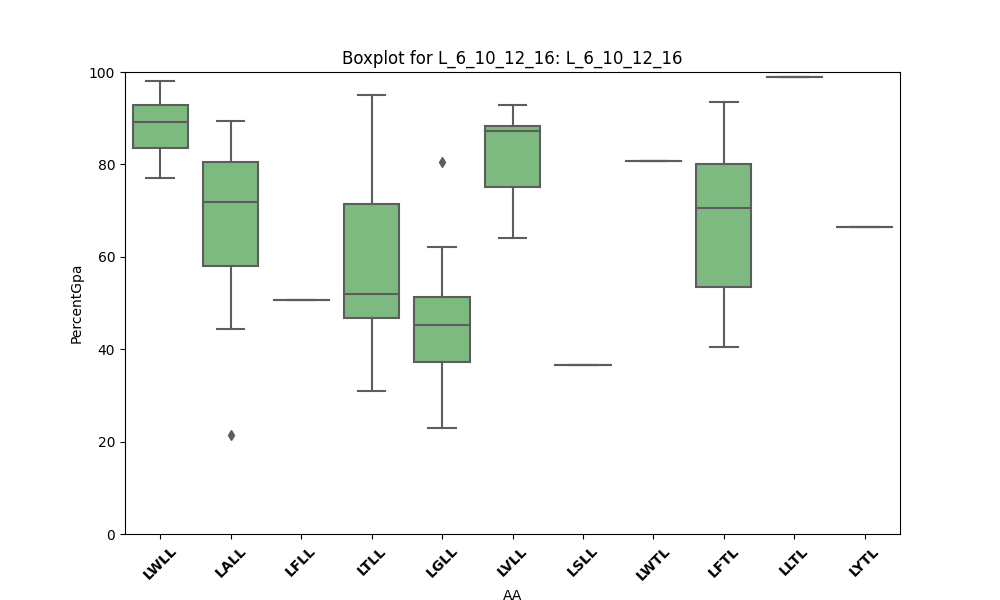 Boxplot for L_6_10_12_16: L_6_10_12_16
100
80
60
40
20
0
PercentGpa
LWLL LALL LFLL LTLL LGLL LVLL LSLL LWTL LFTL LLTL LYTL
AA